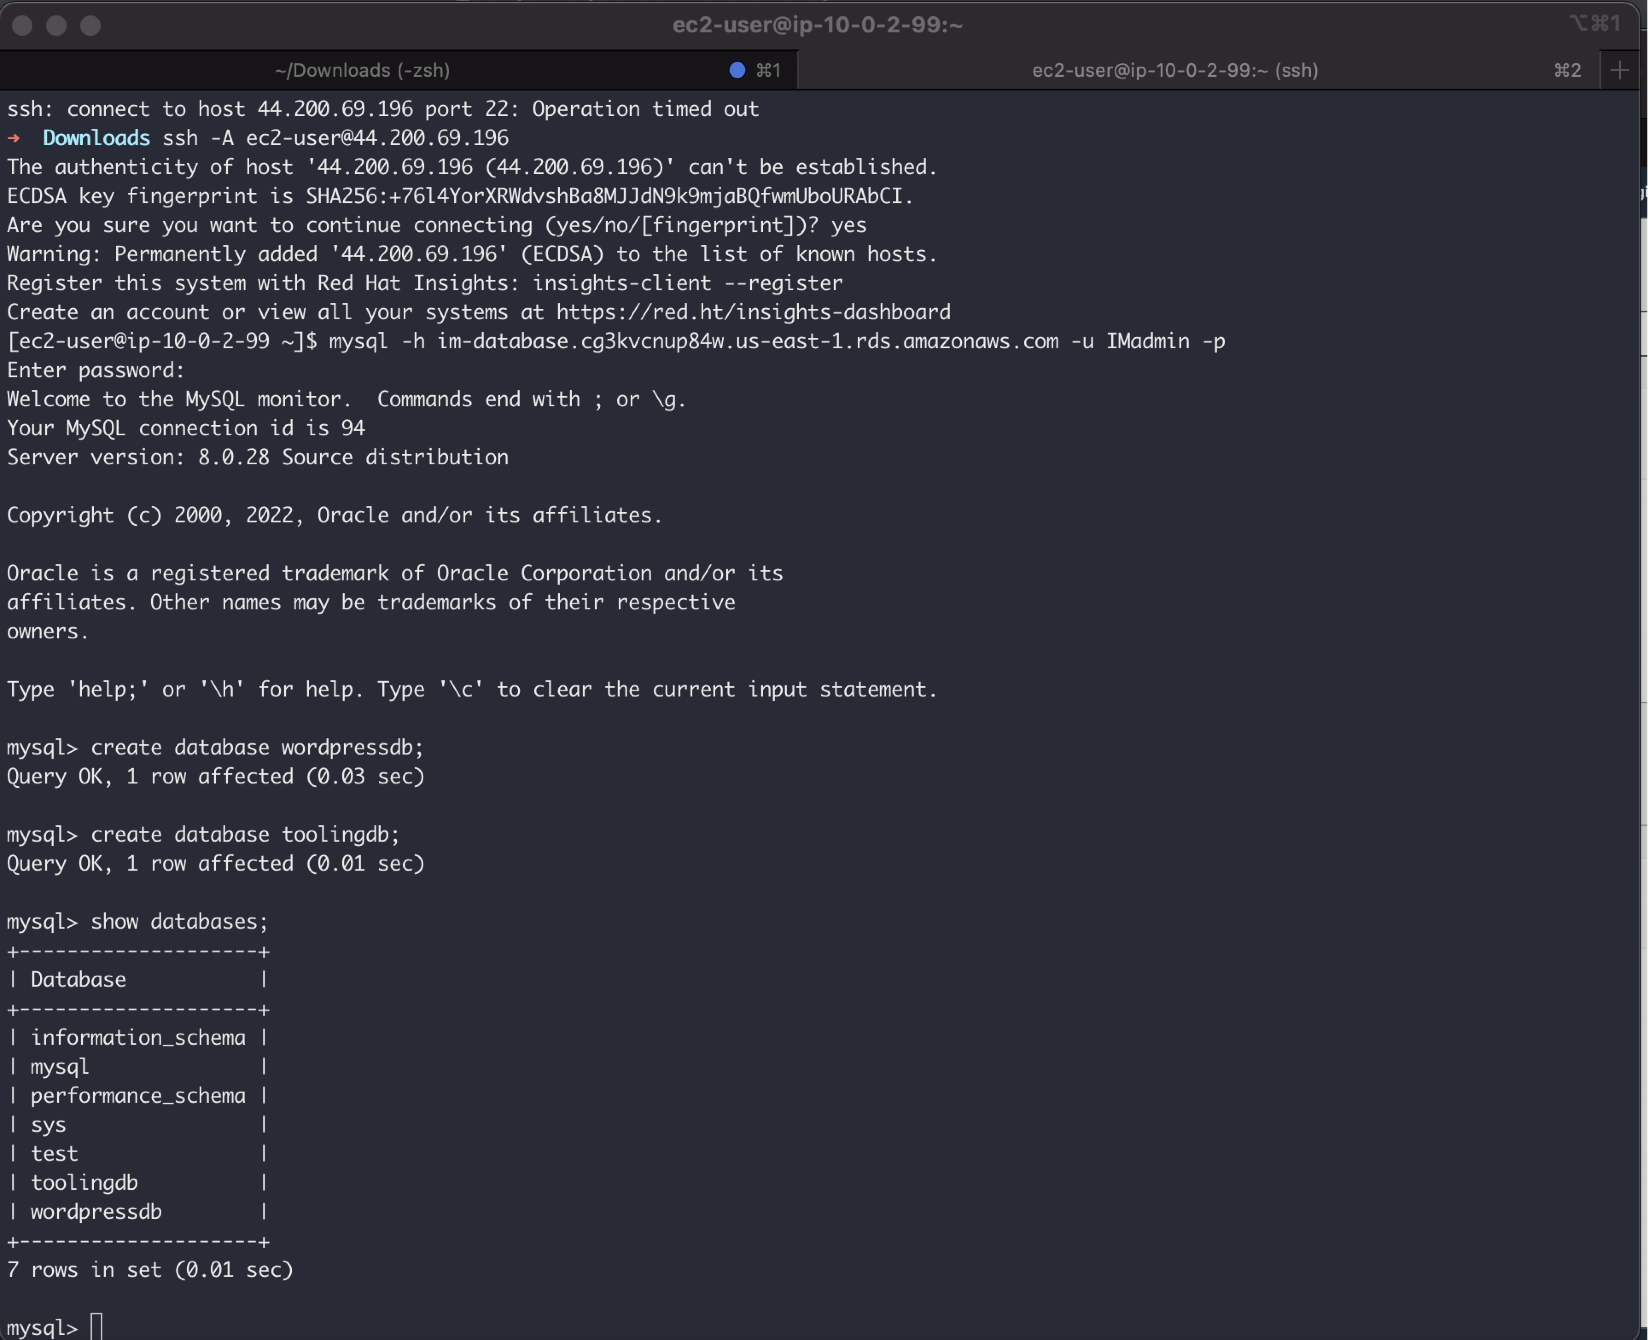 ec2-user@ip-10-0-2-99:~
⌥⌘1
~/Downloads (-zsh)
⌘1
ec2-user@ip-10-0-2-99:~ (ssh)
⌘2
ssh: connect to host 44.200.69.196 port 22: Operation timed out
→ Downloads ssh -A ec2-user@44.200.69.196
The authenticity of host '44.200.69.196 (44.200.69.196)' can't be established.
ECDSA key fingerprint is SHA256:+76l4YorXRWdvshBa8MJJdN9k9mjaBQfwmUboURAbCI.
Are you sure you want to continue connecting (yes/no/[fingerprint])? yes
Warning: Permanently added '44.200.69.196' (ECDSA) to the list of known hosts.
Register this system with Red Hat Insights: insights-client --register
Create an account or view all your systems at https://red.ht/insights-dashboard
[ec2-user@ip-10-0-2-99 ~]$ mysql -h im-database.cg3kvcnup84w.us-east-1.rds.amazonaws.com -u IMadmin -p
Enter password:
Welcome to the MySQL monitor.  Commands end with ; or \g.
Your MySQL connection id is 94
Server version: 8.0.28 Source distribution
Copyright (c) 2000, 2022, Oracle and/or its affiliates.
Oracle is a registered trademark of Oracle Corporation and/or its
affiliates. Other names may be trademarks of their respective
owners.
Type 'help;' or '\h' for help. Type '\c' to clear the current input statement.
mysql> create database wordpressdb;
Query OK, 1 row affected (0.03 sec)
mysql> create database toolingdb;
Query OK, 1 row affected (0.01 sec)
mysql> show databases;
+--------------------+
| Database           |
+--------------------+
| information_schema |
| mysql              |
| performance_schema |
| sys                |
| test               |
| toolingdb          |
| wordpressdb        |
+--------------------+
7 rows in set (0.01 sec)
mysql>